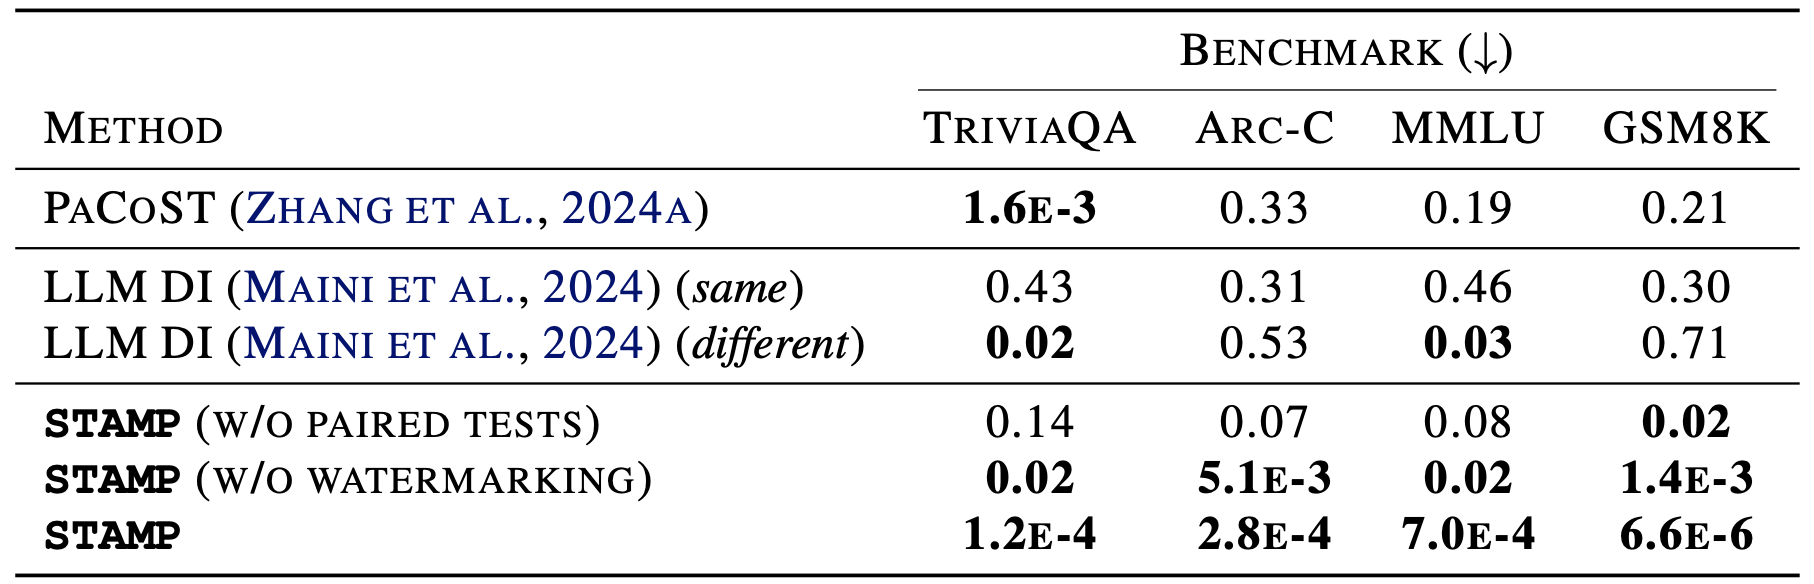 BENCHMARK (↓)
METHOD TRIVIAQA ARC-C MMLU GSM8K
PACOST (ZHANG ET AL., 2024A) 1.6E-3 0.33 0.19 0.21
LLM DI (MAINI ET AL., 2024) (same) 0.43 0.31 0.46 0.30
LLM DI (MAINI ET AL., 2024) (different) 0.02 0.53 0.03 0.71
STAMP (W/O PAIRED TESTS) 0.14 0.07 0.08 0.02
STAMP (W/O WATERMARKING) 0.02 5.1E-3 0.02 1.4E-3
STAMP 1.2E-4 2.8E-4 7.0E-4 6.6E-6